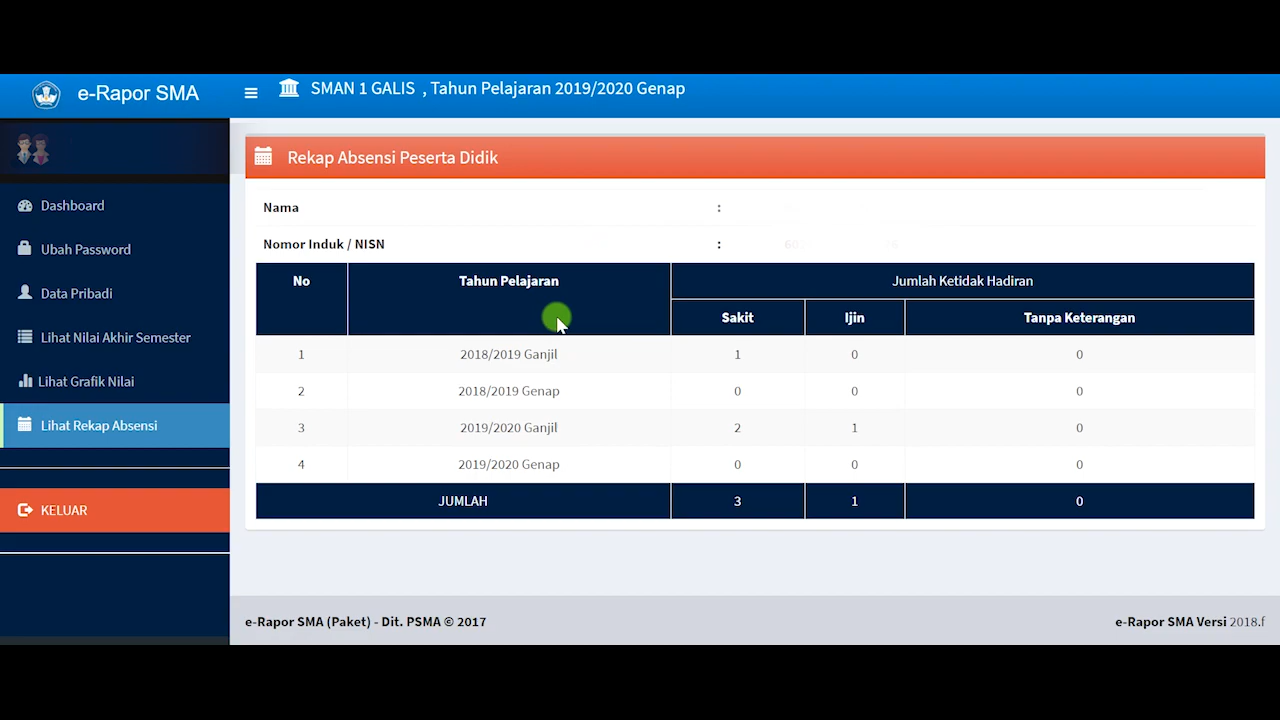 e-Rapor SMA
SMAN 1 GALIS , Tahun Pelajaran 2019/2020 Genap
Dashboard
Ubah Password
Data Pribadi
Lihat Nilai Akhir Semester
Lihat Grafik Nilai
Lihat Rekap Absensi
KELUAR
Rekap Absensi Peserta Didik
Nama :
Nomor Induk / NISN :
No Tahun Pelajaran Jumlah Ketidak Hadiran
Sakit Ijin Tanpa Keterangan
1 2018/2019 Ganjil 1 0 0
2 2018/2019 Genap 0 0 0
3 2019/2020 Ganjil 2 1 0
4 2019/2020 Genap 0 0 0
JUMLAH 3 1 0
e-Rapor SMA (Paket) - Dit. PSMA © 2017
e-Rapor SMA Versi 2018.f